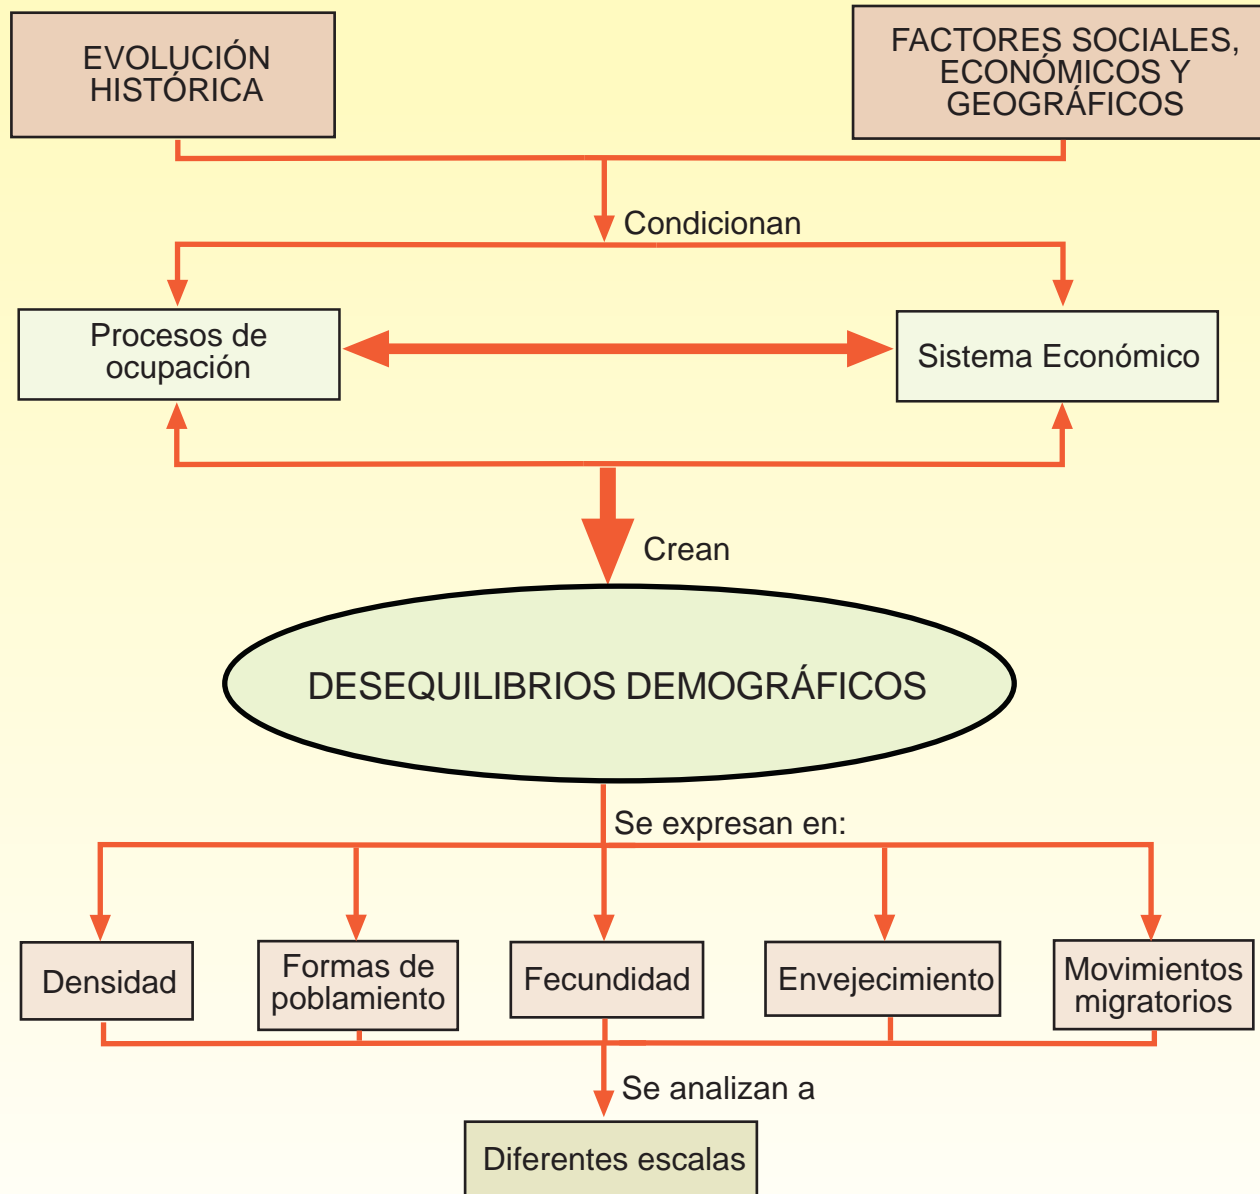 EVOLUCIÓN
HISTÓRICA
FACTORES SOCIALES,
ECONÓMICOS Y
GEOGRÁFICOS
Condicionan
Procesos de
ocupación
Sistema Económico
Crean
DESEQUILIBRIOS DEMOGRÁFICOS
Se expresan en:
Densidad
Formas de
poblamiento
Fecundidad
Envejecimiento
Movimientos
migratorios
Se analizan a
Diferentes escalas